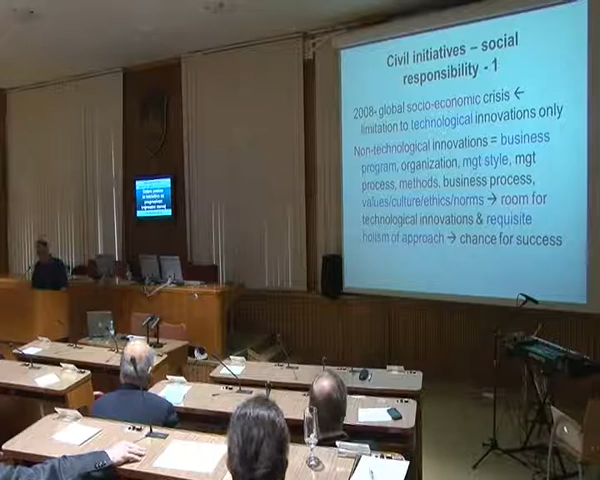 Civil initiatives – social
responsibility - 1
2008- global socio-economic crisis ←
limitation to technological innovations only
Non-technological innovations = business
program, organization, mgt style, mgt
process, methods, business process,
values/culture/ethics/norms → room for
technological innovations & requisite
holism of approach → chance for success